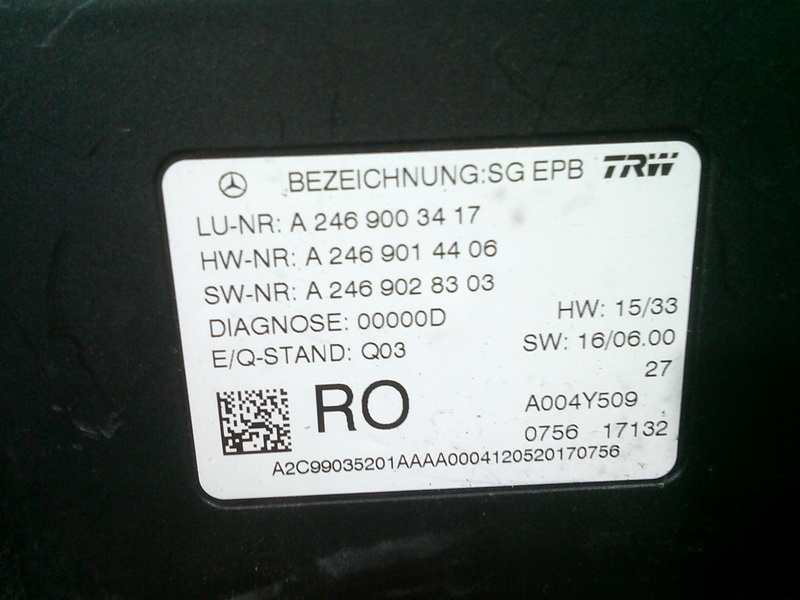 BEZEICHNUNG:SG EPB TRW
LU-NR: A 246 900 34 17
HW-NR: A 246 901 44 06
SW-NR: A 246 902 83 03
DIAGNOSE: 00000D HW: 15/33
E/Q-STAND: Q03 SW: 16/06.00
27
RO A004Y509
0756 17132
A2C99035201AAAA0004120520170756